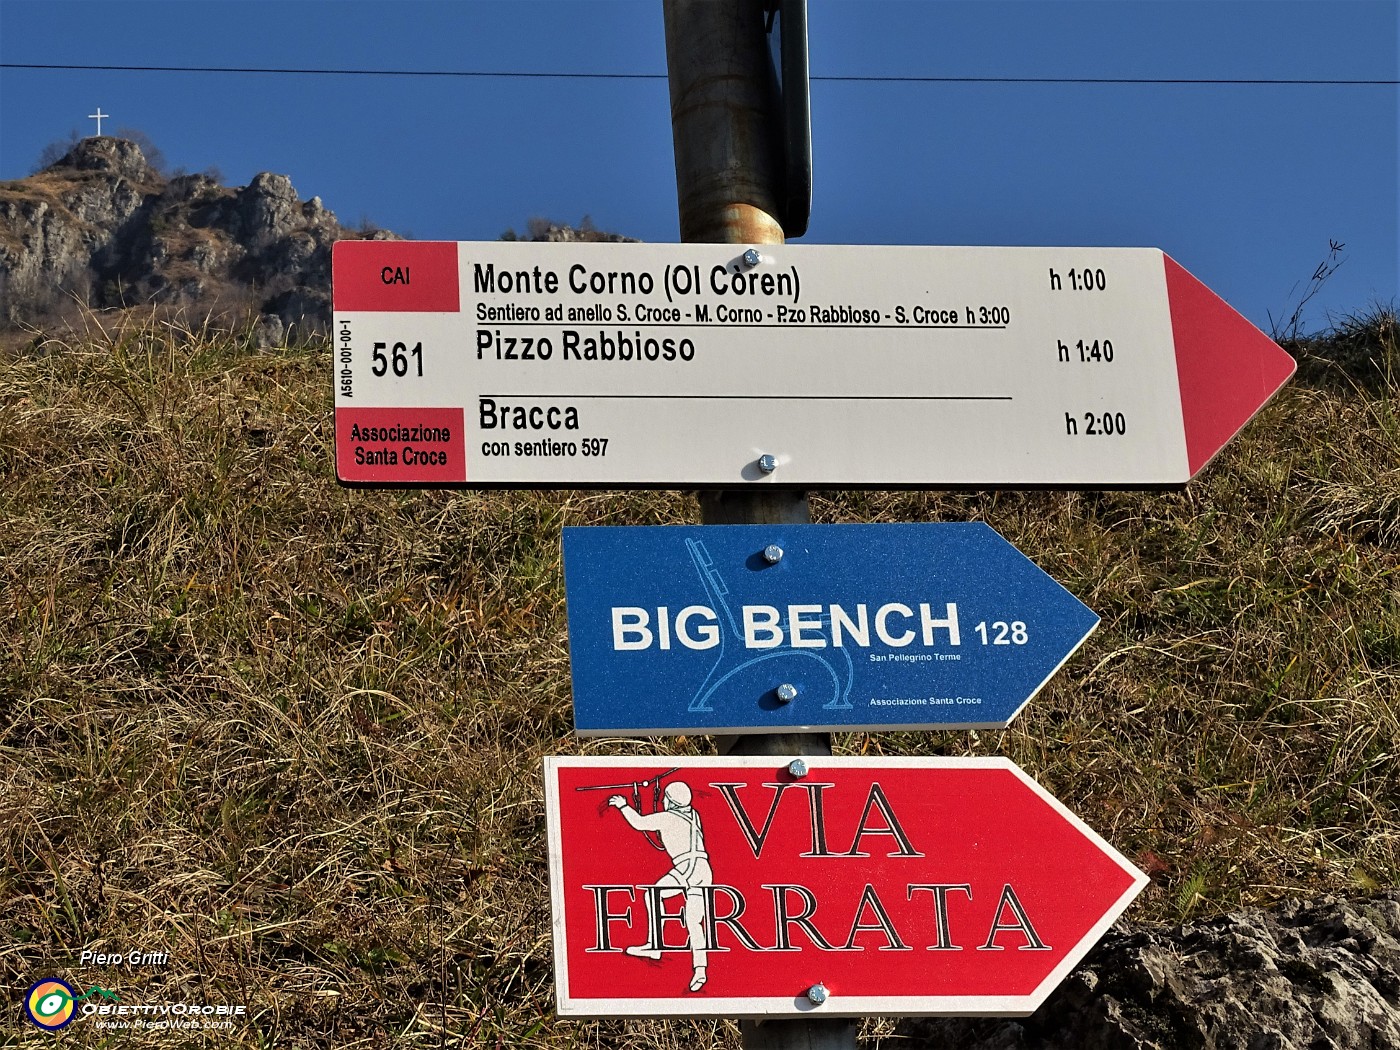 CAI
Monte Corno (Ol Còren) h 1:00
Sentiero ad anello S. Croce - M. Corno - P.zo Rabbioso - S. Croce h 3:00
A5610-001-00-1
561
Pizzo Rabbioso h 1:40
Bracca h 2:00
con sentiero 597
Associazione
Santa Croce
BIG BENCH 128
San Pellegrino Terme
Associazione Santa Croce
VIA
FERRATA
Piero Gritti
OBIETTIVOROBIE
www.PieroWeb.com